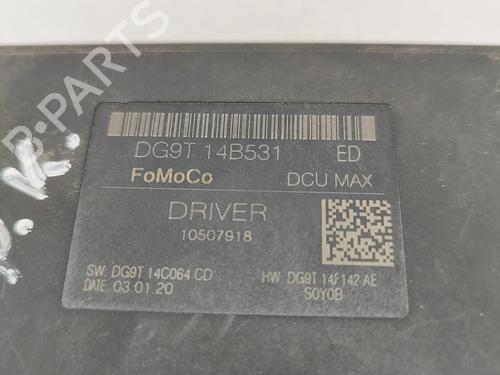 B-PARTS
DG9T 14B531 ED
FoMoCo DCU MAX
DRIVER
10507918
SW: DG9T 14C064 CD HW: DG9T 14F142 AE
DATE: 03.01.20 S0Y0B